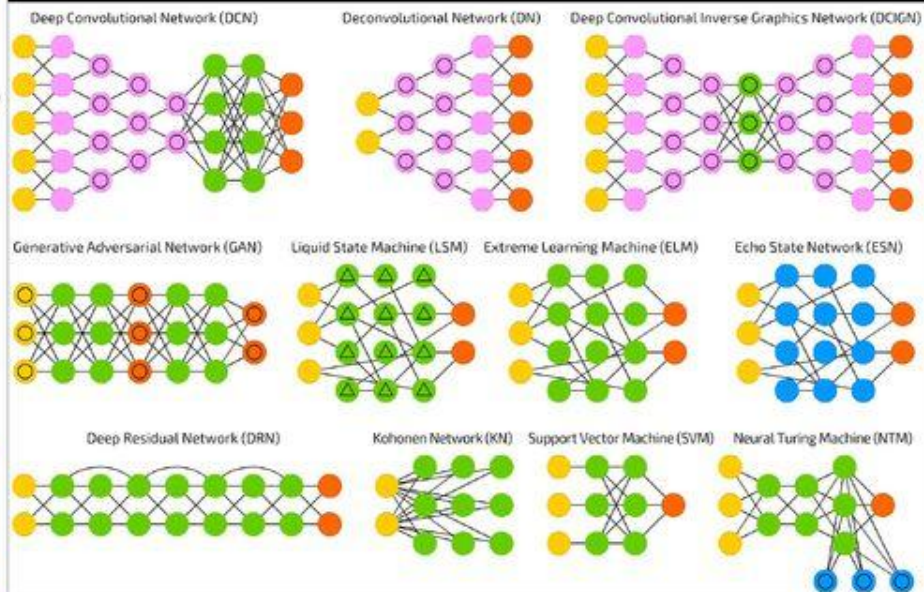 Deep Convolutional Network (DCN)
Deconvolutional Network (DN)
Deep Convolutional Inverse Graphics Network (DCIGN)
Generative Adversarial Network (GAN)
Liquid State Machine (LSM)
Extreme Learning Machine (ELM)
Echo State Network (ESN)
Deep Residual Network (DRN)
Kohonen Network (KN)
Support Vector Machine (SVM)
Neural Turing Machine (NTM)